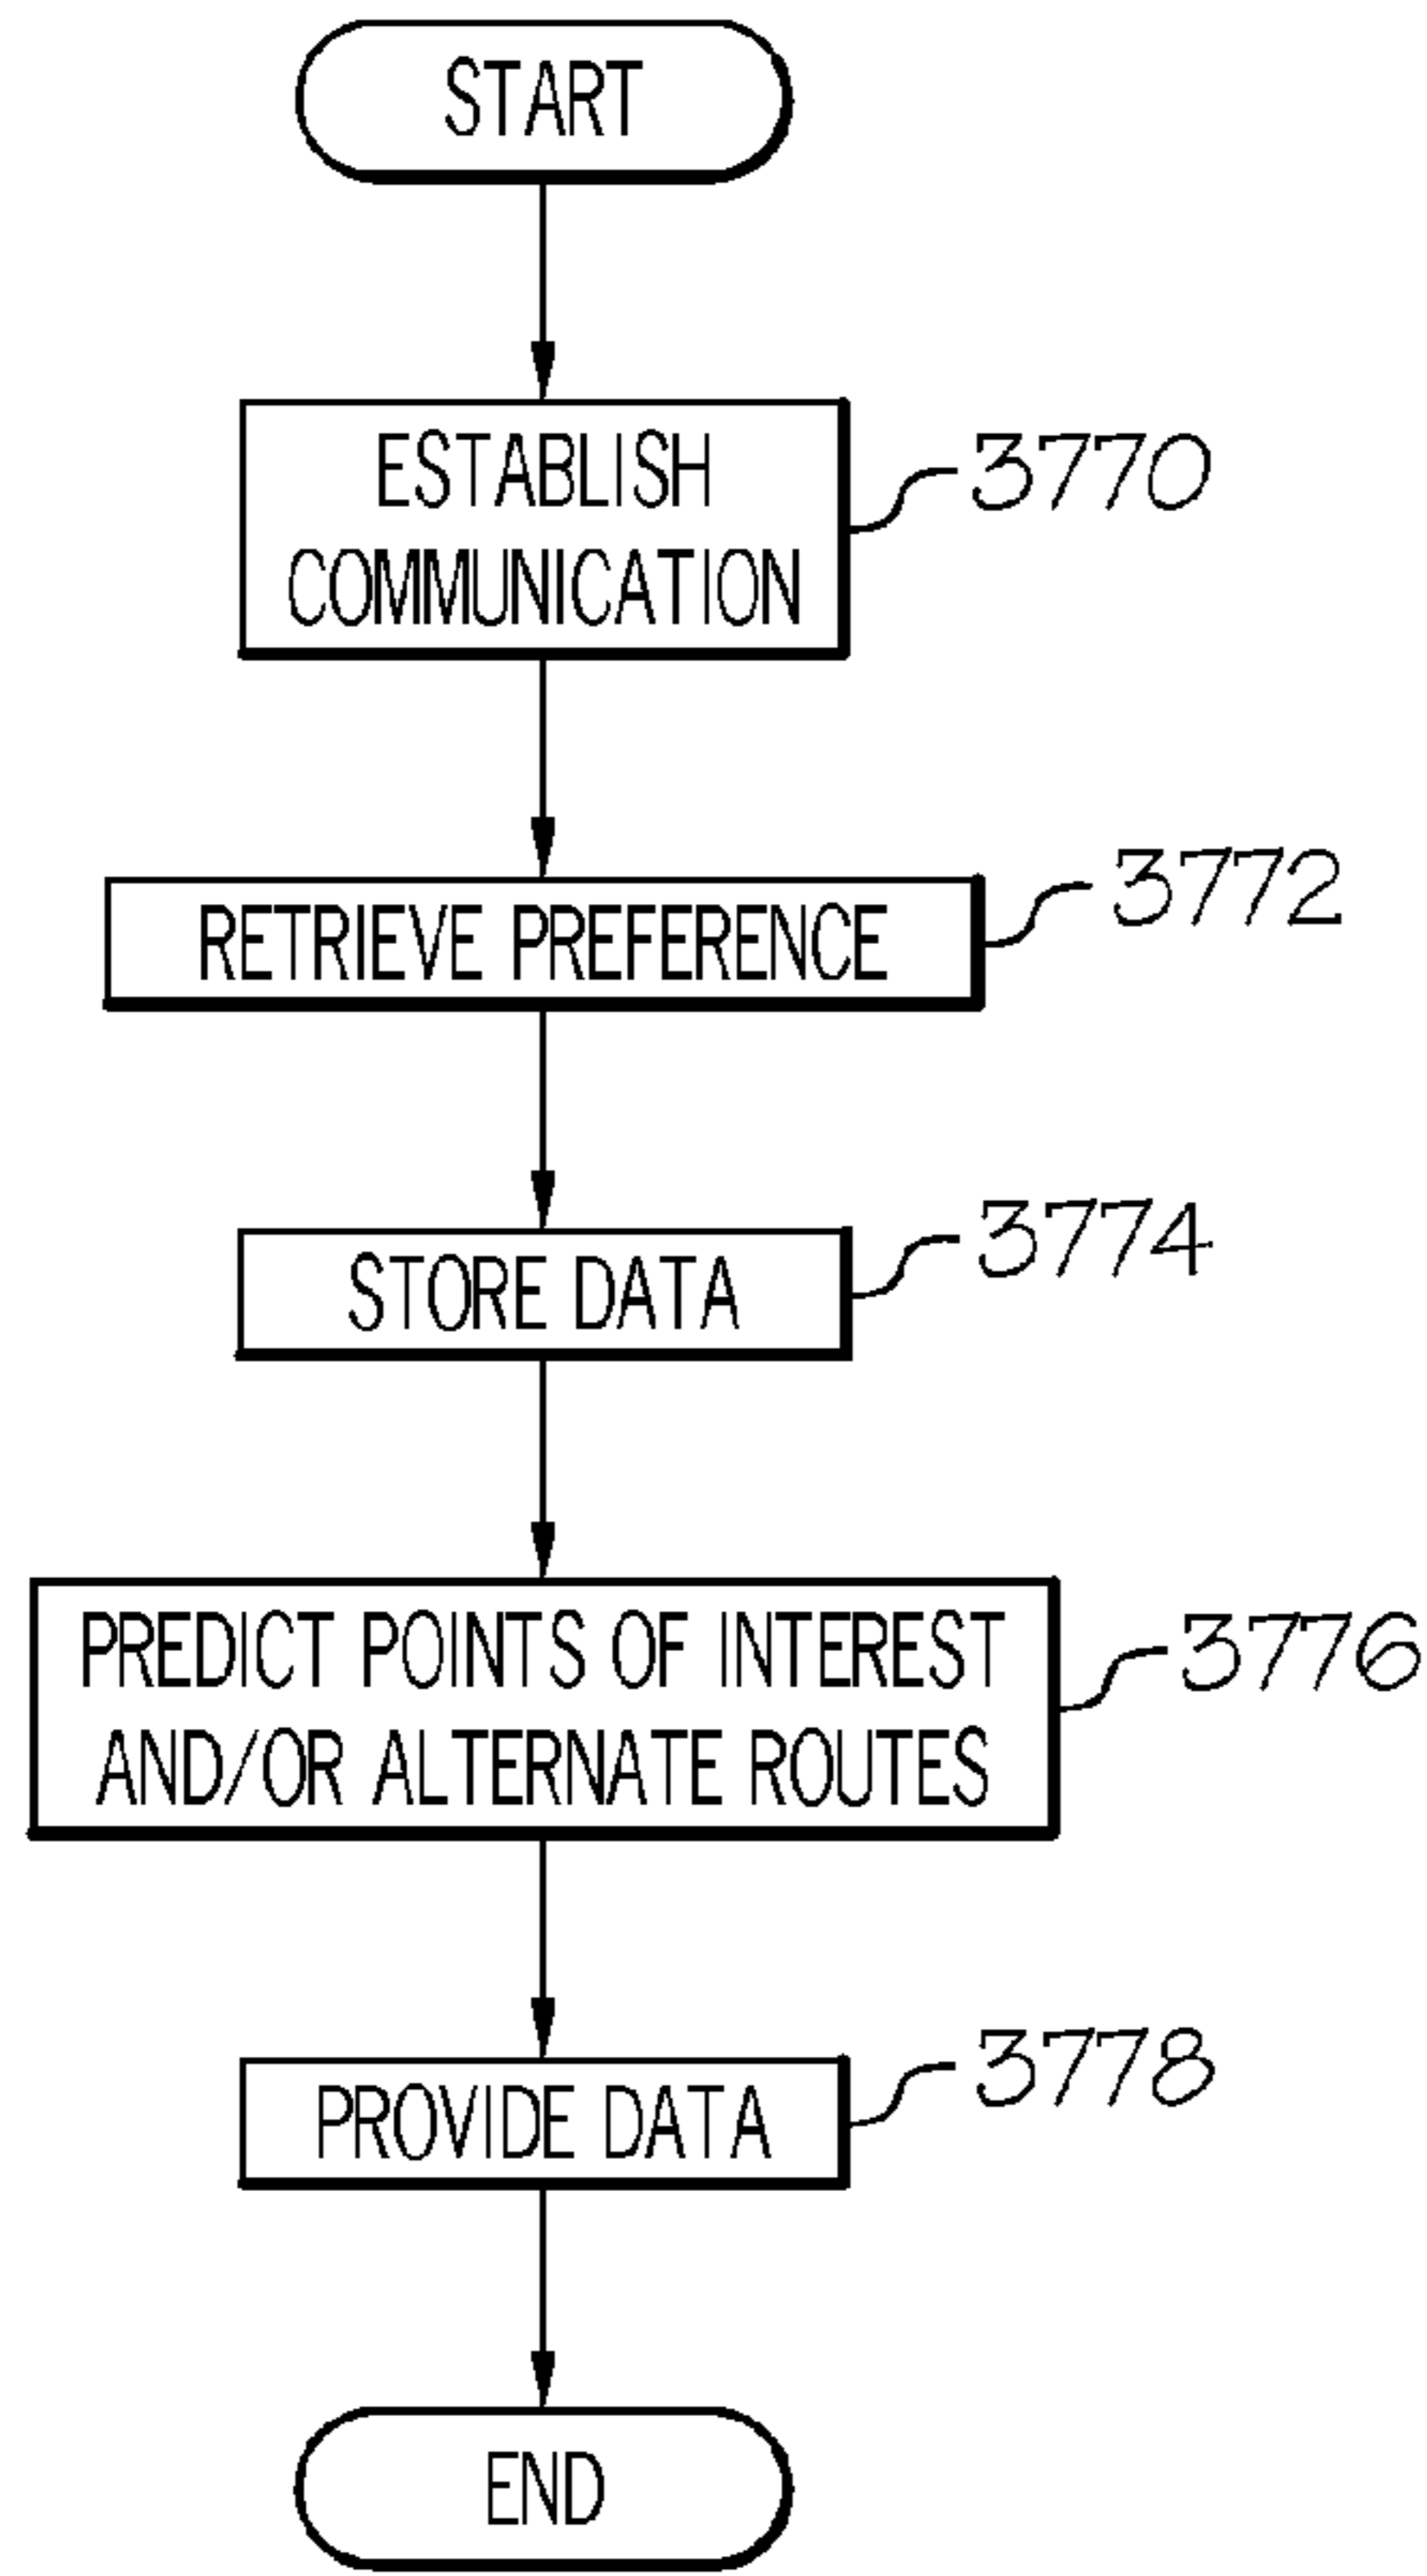 START
ESTABLISH
COMMUNICATION
3770
RETRIEVE PREFERENCE
3772
STORE DATA
3774
PREDICT POINTS OF INTEREST
AND/OR ALTERNATE ROUTES
3776
PROVIDE DATA
3778
END